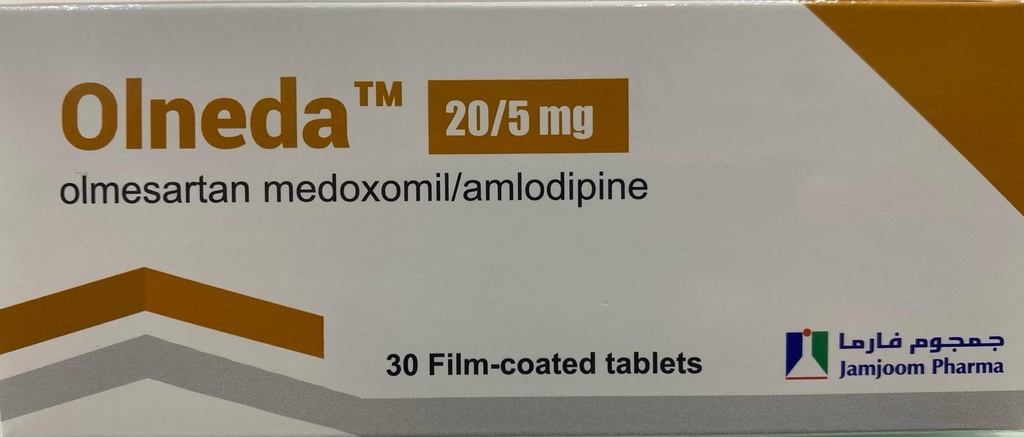 Olneda™ 20/5 mg
olmesartan medoxomil/amlodipine
30 Film-coated tablets
جمجوم فارما
Jamjoom Pharma